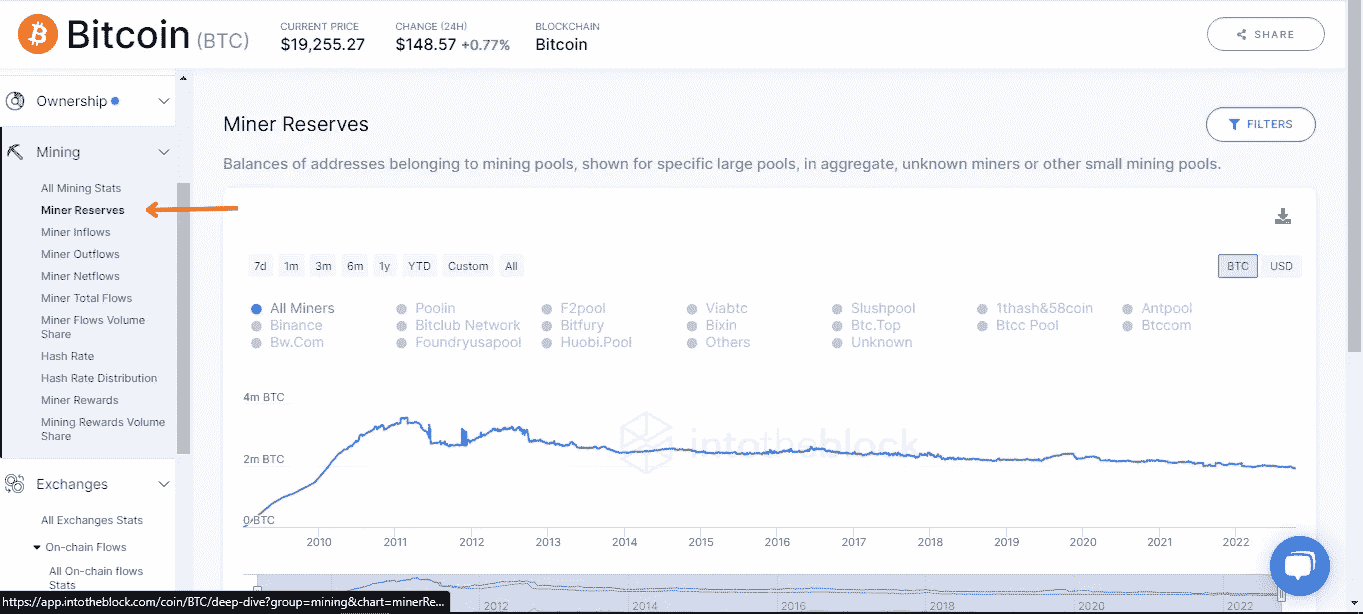 Bitcoin (BTC)
CURRENT PRICE
$19,255.27
CHANGE (24H)
$148.57 +0.77%
BLOCKCHAIN
Bitcoin
SHARE
Ownership
Mining
All Mining Stats
Miner Reserves
Miner Inflows
Miner Outflows
Miner Netflows
Miner Total Flows
Miner Flows Volume
Share
Hash Rate
Hash Rate Distribution
Miner Rewards
Mining Rewards Volume
Share
Exchanges
All Exchanges Stats
On-chain Flows
All On-chain flows
Stats
https://app.intotheblock.com/coin/BTC/deep-dive?group=mining&chart=minerRe...
Miner Reserves
FILTERS
Balances of addresses belonging to mining pools, shown for specific large pools, in aggregate, unknown miners or other small mining pools.
7d 1m 3m 6m 1y YTD Custom All
BTC USD
All Miners Poolin F2pool Viabtc Slushpool 1thash&58coin Antpool
Binance Bitclub Network Bitfury Bixin Btc.Top Btcc Pool Btccom
Bw.Com Foundryusapool Huobi.Pool Others Unknown
4m BTC
intotheblock
2m BTC
0 BTC
2010 2011 2012 2013 2014 2015 2016 2017 2018 2019 2020 2021 2022
2012 2014 2016 2018 2020 2022